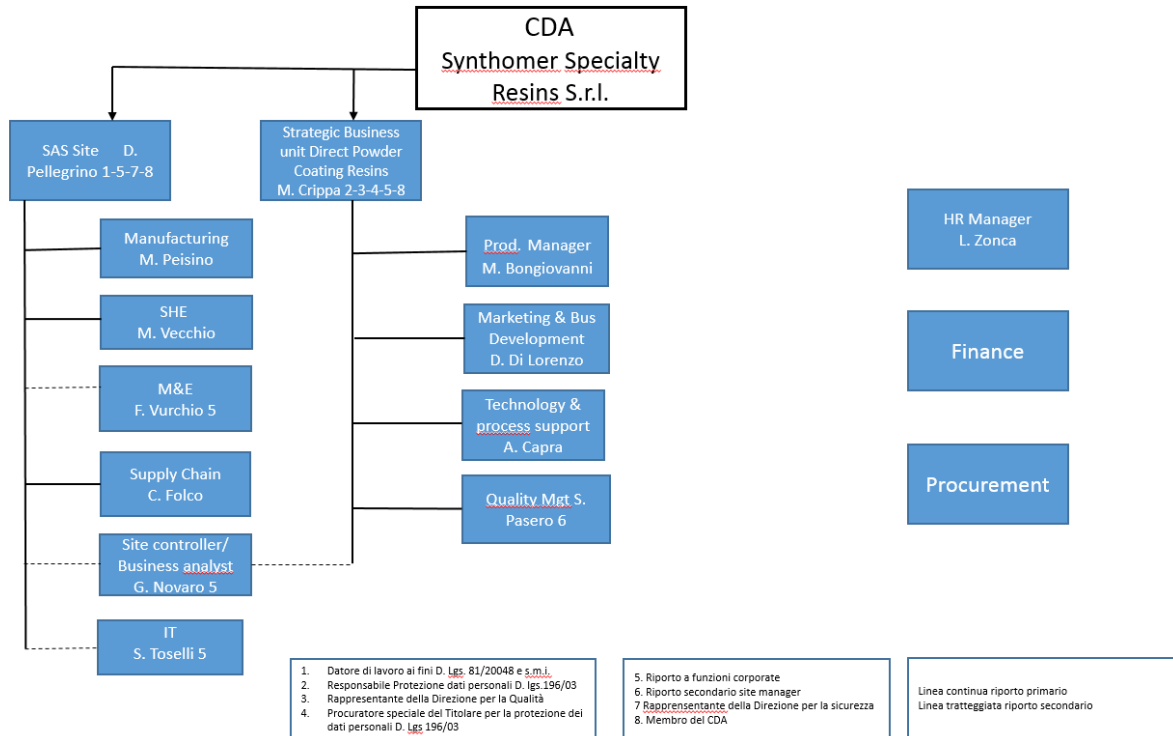 CDA
Synthomer Specialty
Resins S.r.l.
SAS Site D.
Pellegrino 1-5-7-8
Strategic Business
unit Direct Powder
Coating Resins
M. Crippa 2-3-4-5-8
Manufacturing
M. Peisino
SHE
M. Vecchio
M&E
F. Vurchio 5
Supply Chain
C. Folco
Site controller/
Business analyst
G. Novaro 5
IT
S. Toselli 5
Prod. Manager
M. Bongiovanni
Marketing & Bus
Development
D. Di Lorenzo
Technology &
process support
A. Capra
Quality Mgt S.
Pasero 6
HR Manager
L. Zonca
Finance
Procurement
1. Datore di lavoro ai fini D. Lgs. 81/20048 e s.m.i.
2. Responsabile Protezione dati personali D. lgs.196/03
3. Rappresentante della Direzione per la Qualità
4. Procuratore speciale del Titolare per la protezione dei
dati personali D. Lgs 196/03
5. Riporto a funzioni corporate
6. Riporto secondario site manager
7 Rapprensentante della Direzione per la sicurezza
8. Membro del CDA
Linea continua riporto primario
Linea tratteggiata riporto secondario